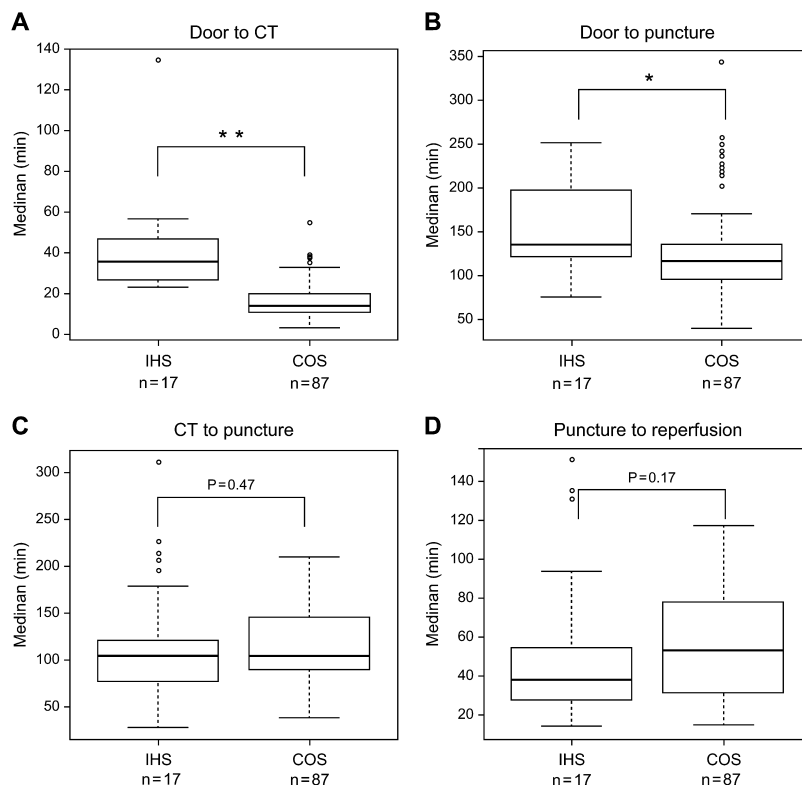 A
Door to CT
Medinan (min)
140
120
100
80
60
40
20
0
* *
IHS
COS
n=17
n=87
B
Door to puncture
Medinan (min)
350
300
250
200
150
100
50
*
IHS
COS
n=17
n=87
C
CT to puncture
Medinan (min)
300
250
200
150
100
50
P=0.47
IHS
COS
n=17
n=87
D
Puncture to reperfusion
Medinan (min)
140
120
100
80
60
40
20
P=0.17
IHS
COS
n=17
n=87